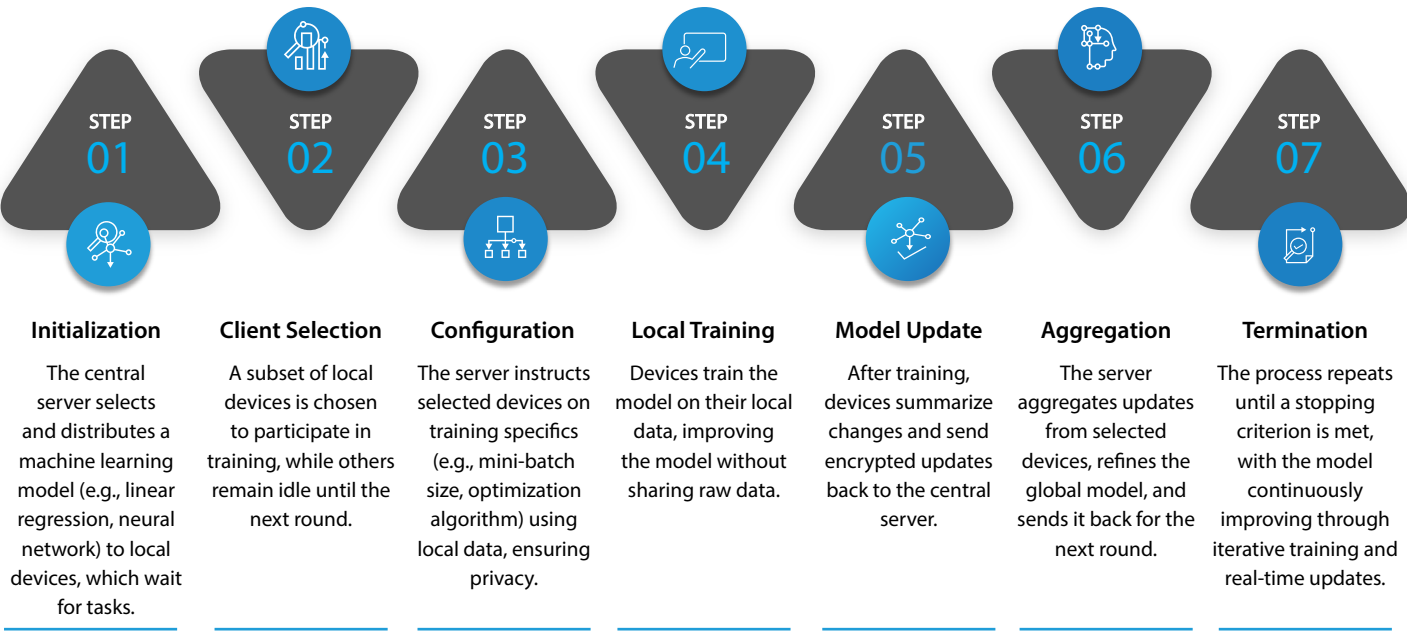 STEP
01
STEP
02
STEP
03
STEP
04
STEP
05
STEP
06
STEP
07
Initialization
The central
server selects
and distributes a
machine learning
model (e.g., linear
regression, neural
network) to local
devices, which wait
for tasks.
Client Selection
A subset of local
devices is chosen
to participate in
training, while others
remain idle until the
next round.
Configuration
The server instructs
selected devices on
training specifics
(e.g., mini-batch
size, optimization
algorithm) using
local data, ensuring
privacy.
Local Training
Devices train the
model on their local
data, improving
the model without
sharing raw data.
Model Update
After training,
devices summarize
changes and send
encrypted updates
back to the central
server.
Aggregation
The server
aggregates updates
from selected
devices, refines the
global model, and
sends it back for the
next round.
Termination
The process repeats
until a stopping
criterion is met,
with the model
continuously
improving through
iterative training and
real-time updates.